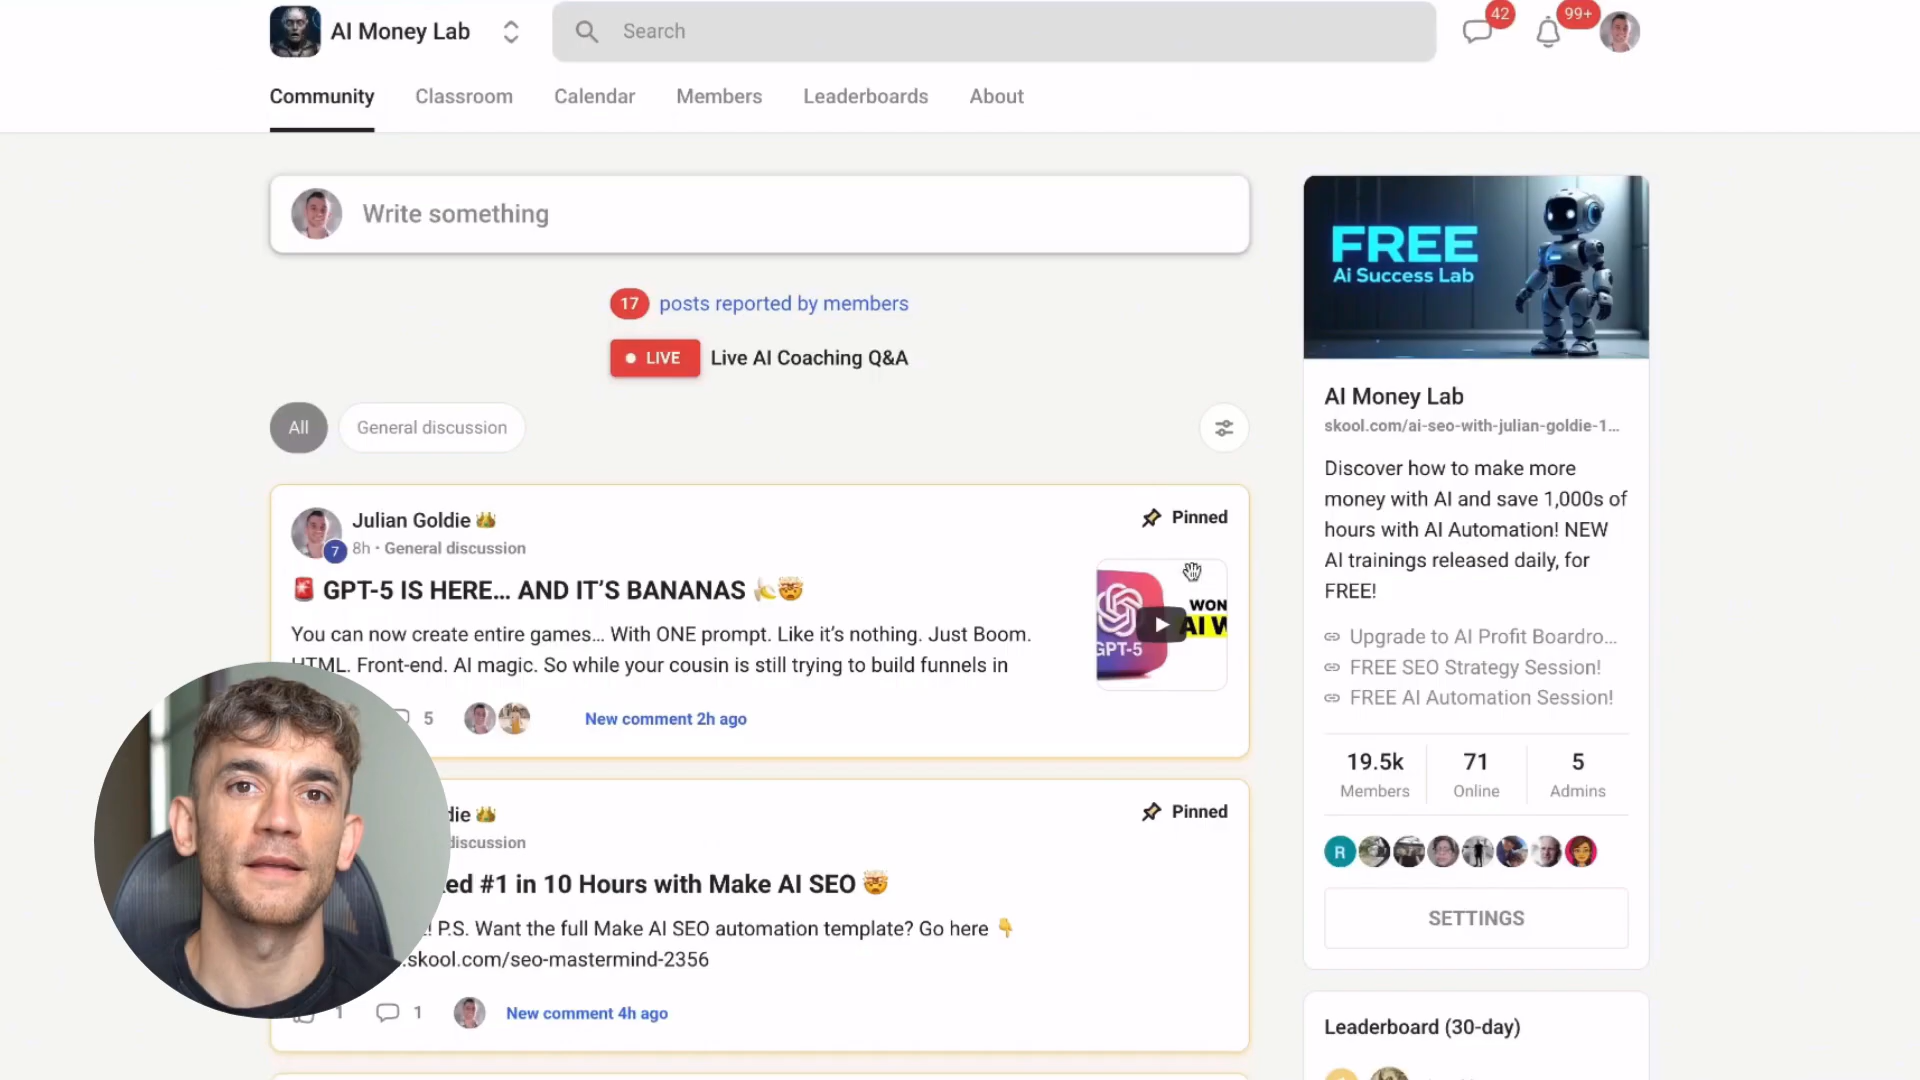 AI Money Lab
Search
42
99+
Community
Classroom
Calendar
Members
Leaderboards
About
Write something
17 posts reported by members
LIVE Live AI Coaching Q&A
All
General discussion
Julian Goldie
7
8h • General discussion
Pinned
🚨 GPT-5 IS HERE... AND IT'S BANANAS 🍌🤯
You can now create entire games... With ONE prompt. Like it's nothing. Just Boom.
HTML. Front-end. AI magic. So while your cousin is still trying to build funnels in
WON
AI W
GPT-5
5
New comment 2h ago
die
discussion
Pinned
ed #1 in 10 Hours with Make AI SEO 🤯
! P.S. Want the full Make AI SEO automation template? Go here 👇
.skool.com/seo-mastermind-2356
1
1
New comment 4h ago
FREE
Ai Success Lab
AI Money Lab
skool.com/ai-seo-with-julian-goldie-1...
Discover how to make more
money with AI and save 1,000s of
hours with AI Automation! NEW
AI trainings released daily, for
FREE!
Upgrade to AI Profit Boardro...
FREE SEO Strategy Session!
FREE AI Automation Session!
19.5k
Members
71
Online
5
Admins
R
SETTINGS
Leaderboard (30-day)